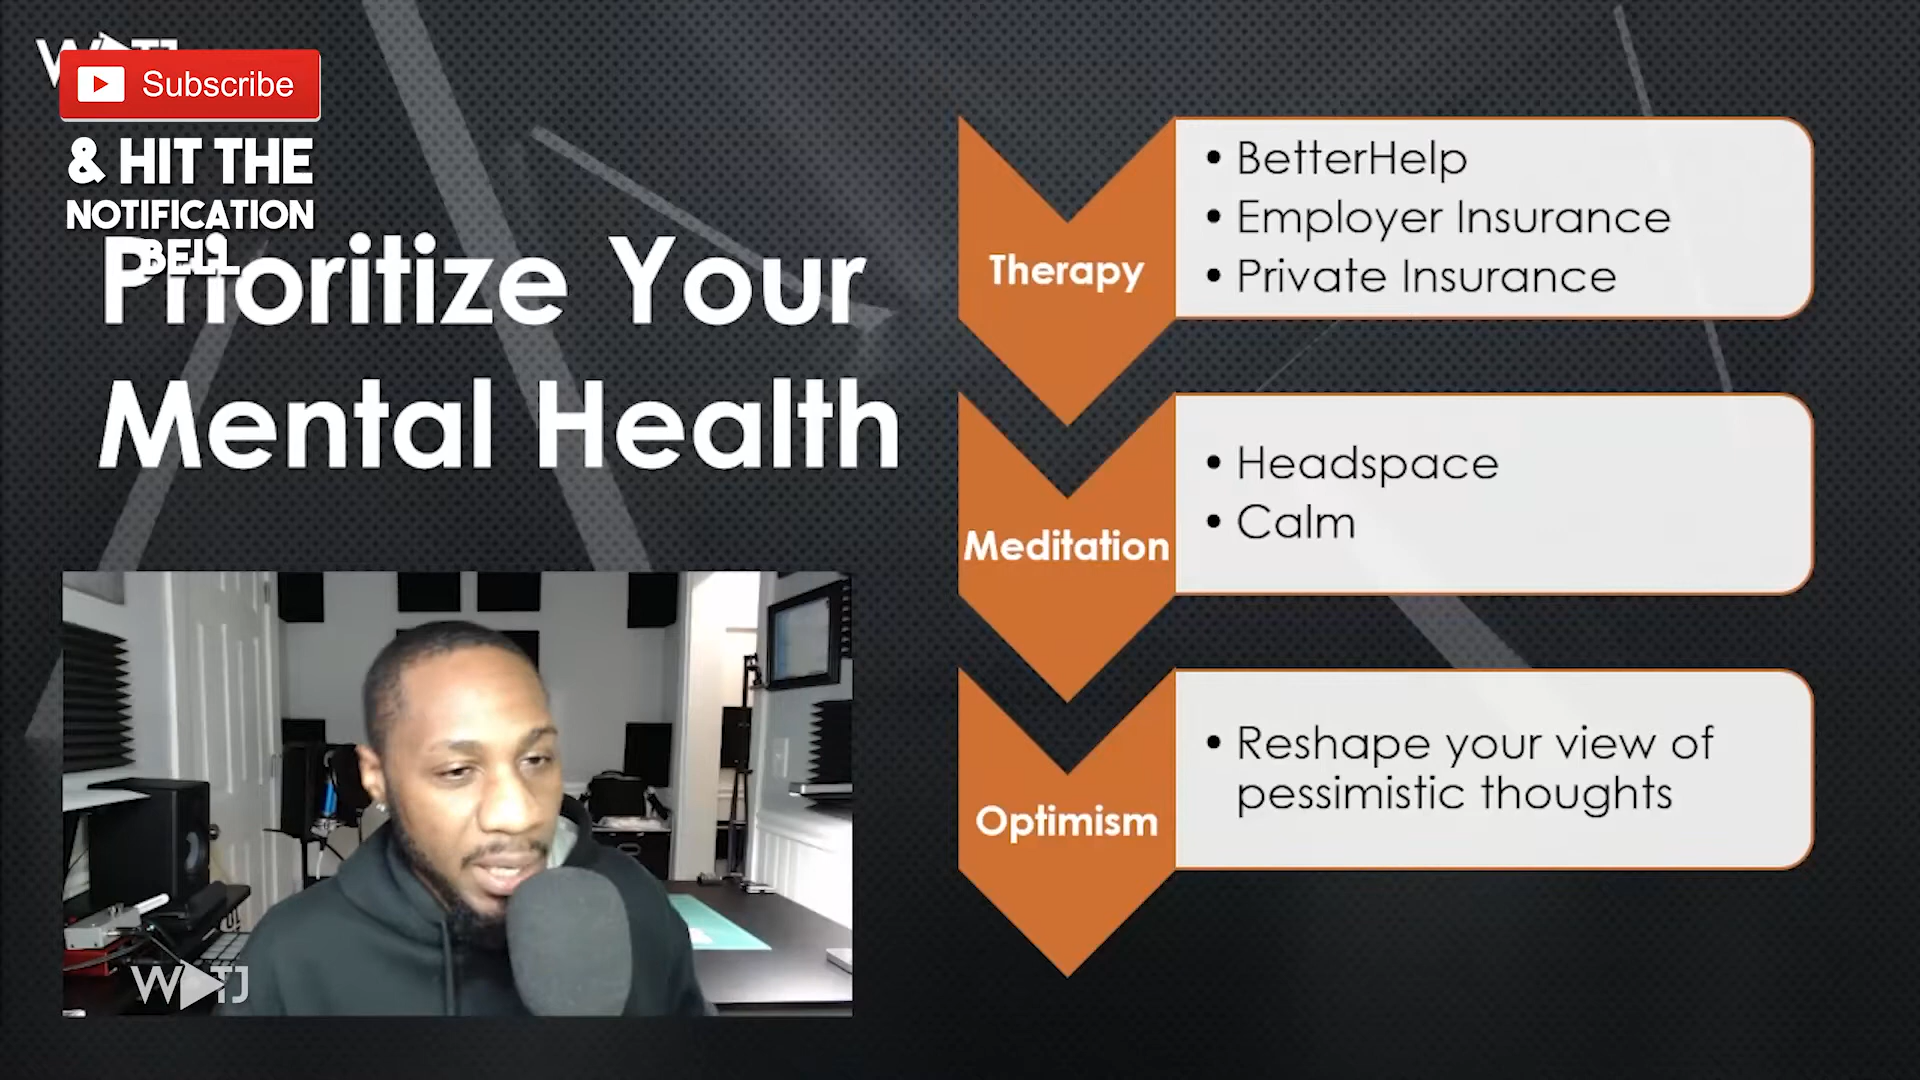 Subscribe
& HIT THE
NOTIFICATION
BELL
Prioritize Your
Mental Health
Therapy
• BetterHelp
• Employer Insurance
• Private Insurance
Meditation
• Headspace
• Calm
Optimism
• Reshape your view of
pessimistic thoughts
W TJ